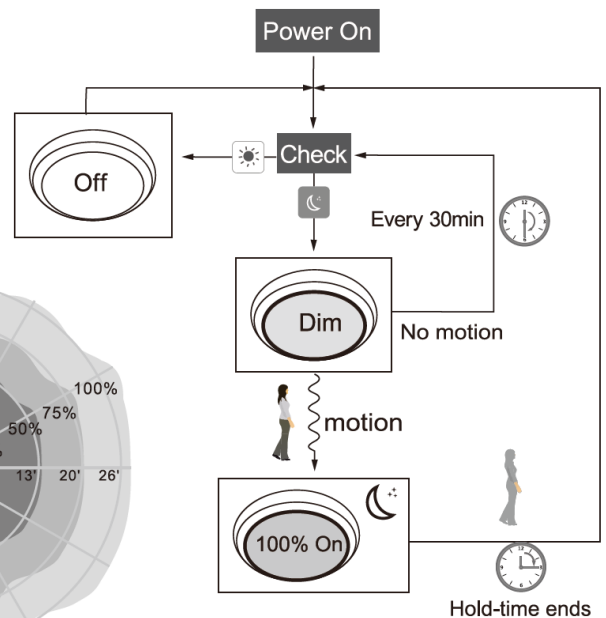 Power On
Check
Off
Every 30min
Dim
No motion
100%
75%
50%
motion
13' 20' 26'
100% On
Hold-time ends